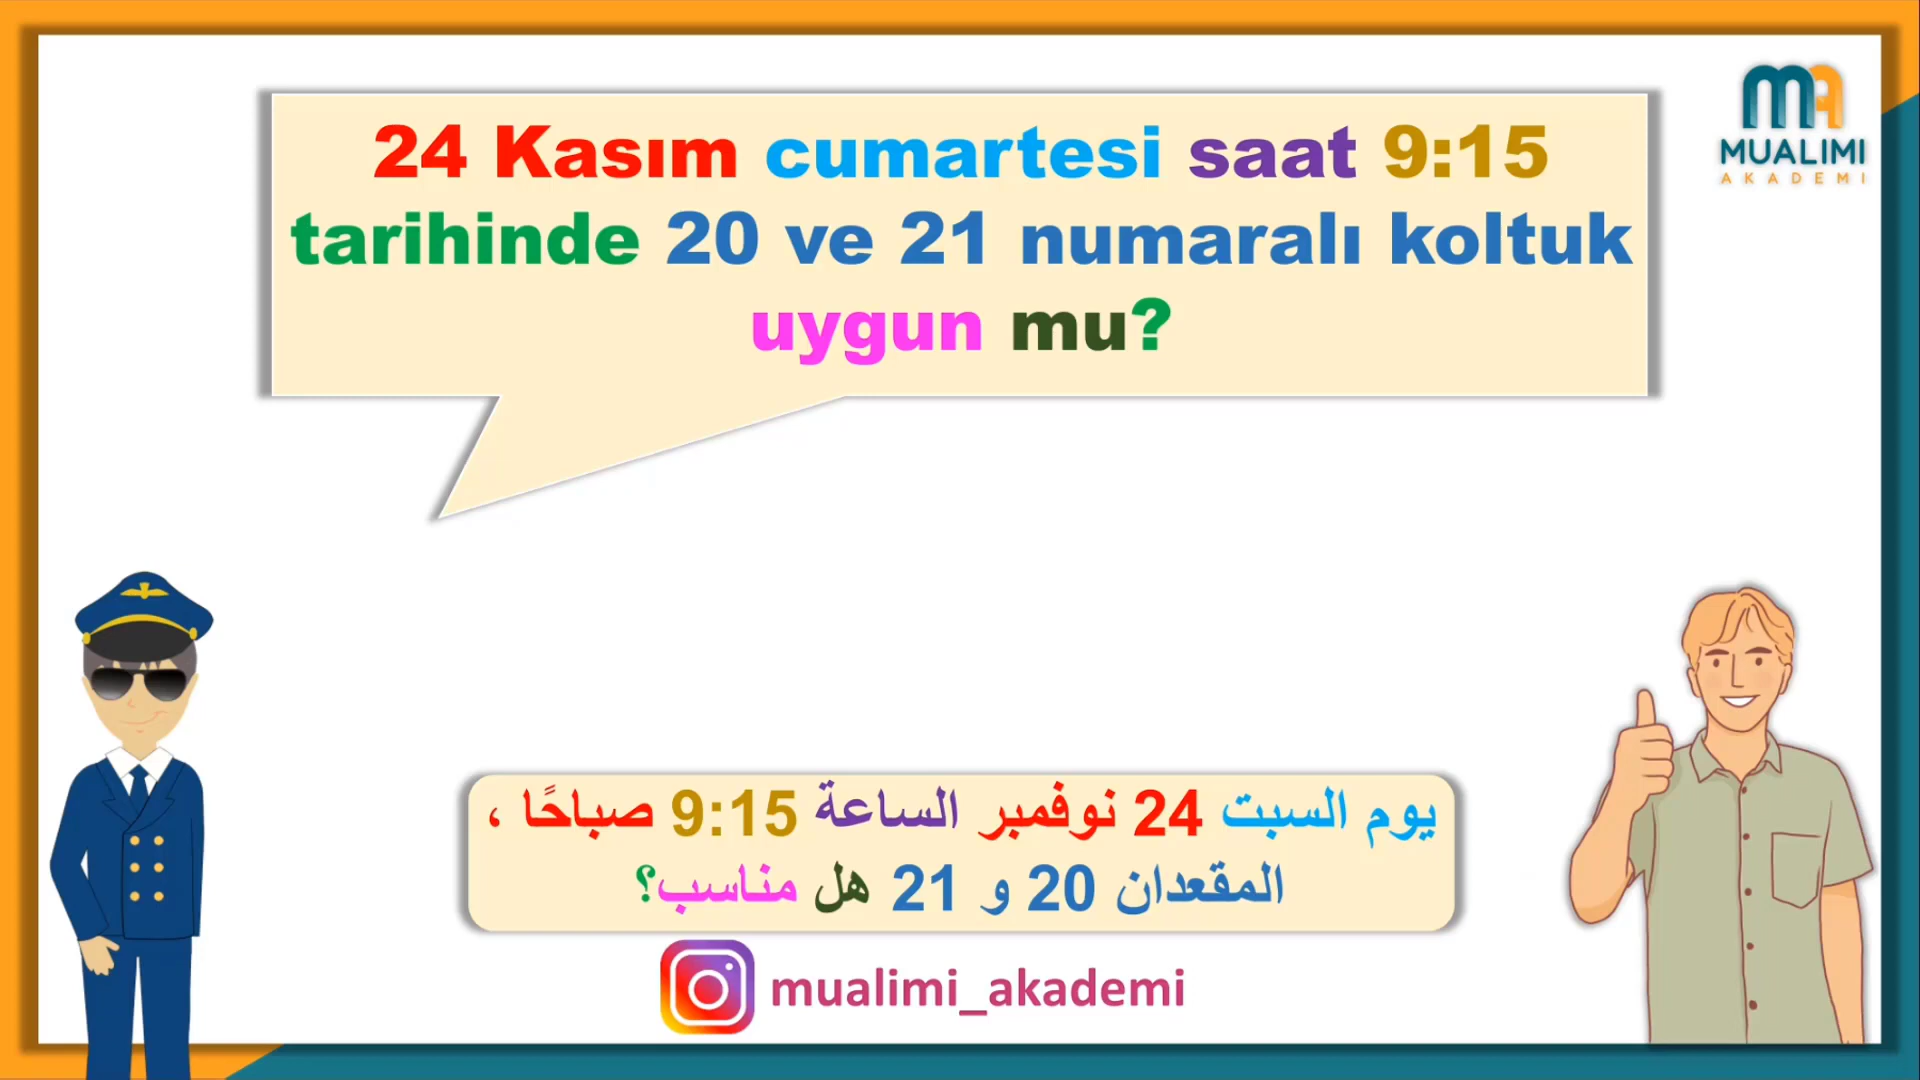 24 Kasım cumartesi saat 9:15
tarihinde 20 ve 21 numaralı koltuk
uygun mu?
MUALIMI
AKADEMI
يوم السبت 24 نوفمبر الساعة 9:15 صباحًا ،
المقعدان 20 و 21 هل مناسب؟
mualimi_akademi